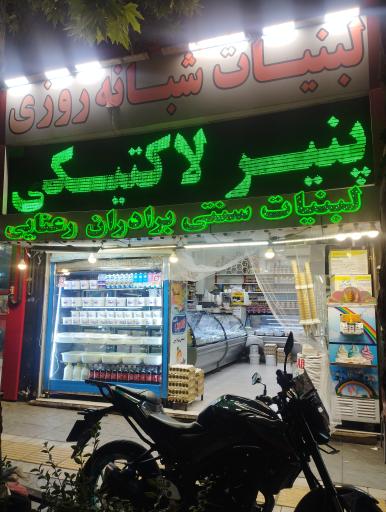 لبنیات شبانه روزی
پنیر لاکتیکی
لبنیات سنتی برادران رعنایی